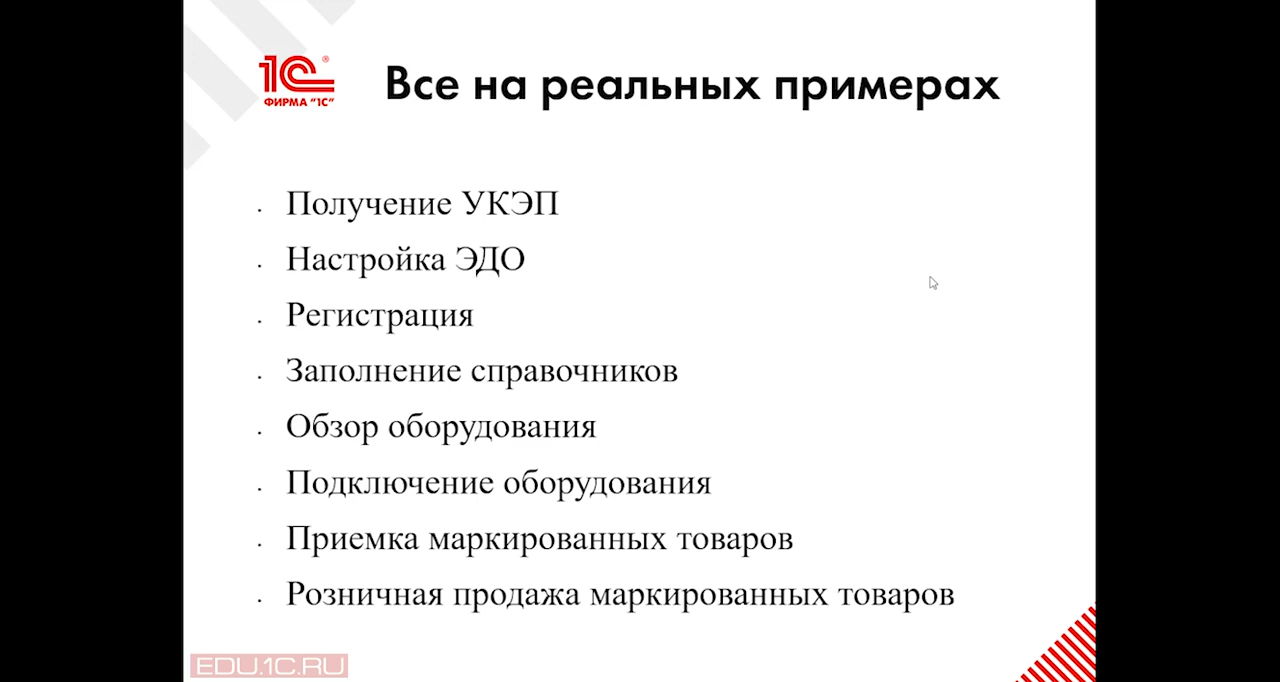 1С®
ФИРМА "1С"
Все на реальных примерах
· Получение УКЭП
· Настройка ЭДО
· Регистрация
· Заполнение справочников
· Обзор оборудования
· Подключение оборудования
· Приемка маркированных товаров
· Розничная продажа маркированных товаров
EDU.1C.RU